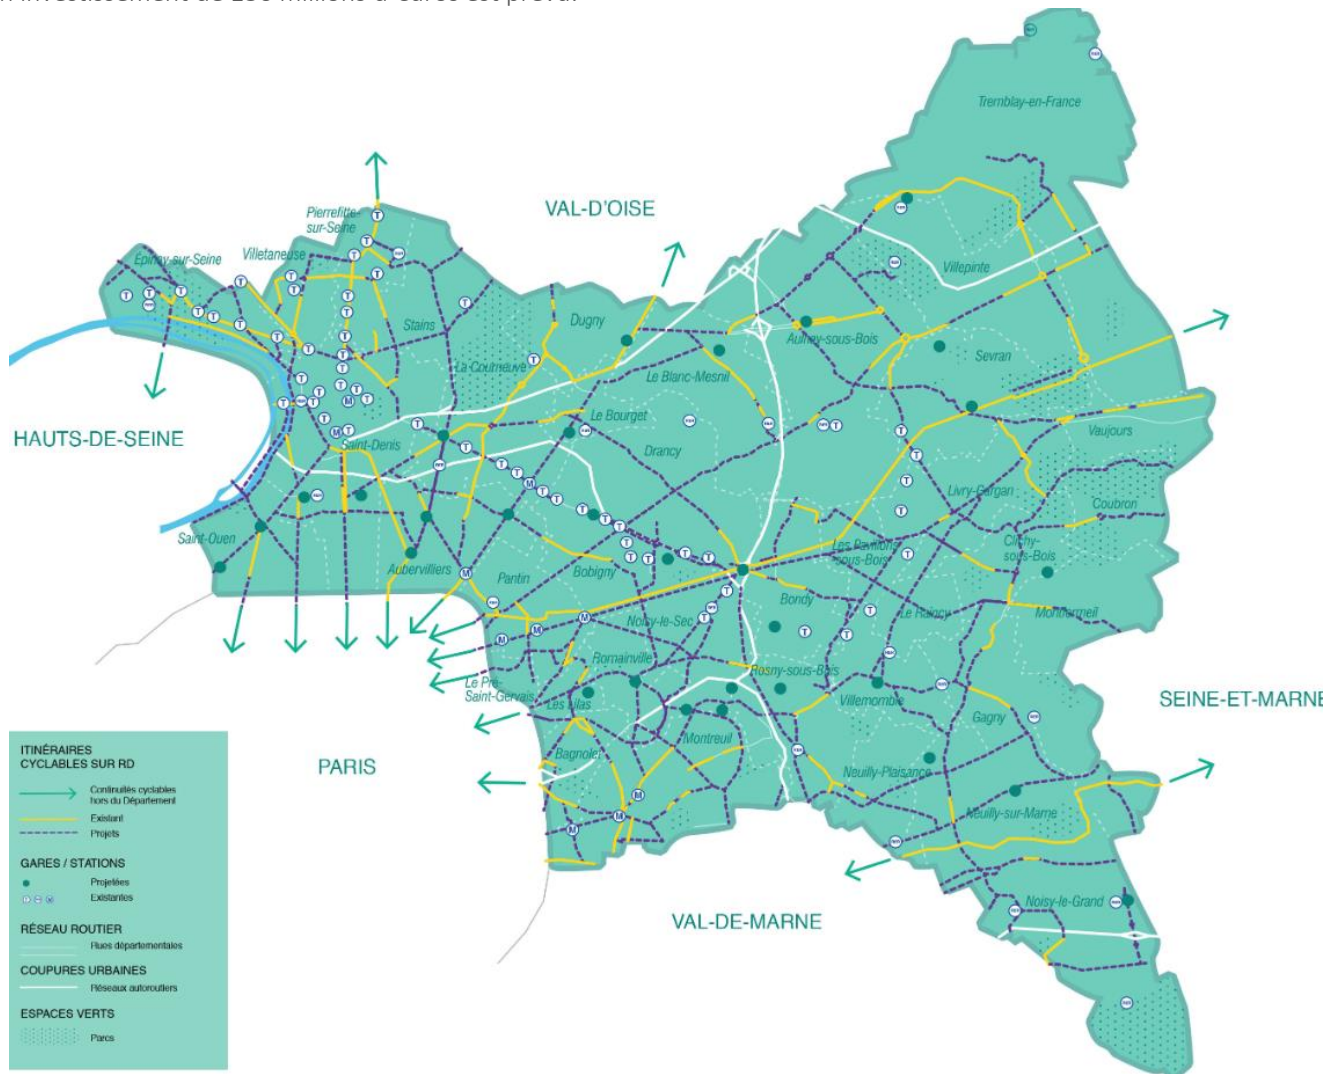 VAL-D'OISE
HAUTS-DE-SEINE
PARIS
VAL-DE-MARNE
SEINE-ET-MARNE
Tremblay-en-France
Pierrefitte-
sur-Seine
Villetaneuse
Épinay-sur-Seine
Villepinte
Stains
Dugny
Aulnay-sous-Bois
Sevran
La Courneuve
Le Blanc-Mesnil
Le Bourget
Vaujours
Saint-Denis
Drancy
Livry-Gargan
Coubron
Saint-Ouen
Clichy-
sous-Bois
Les Pavillons-
sous-Bois
Aubervilliers
Pantin
Bobigny
Bondy
Le Raincy
Montfermeil
Noisy-le-Sec
Romainville
Rosny-sous-Bois
Le Pré-
Saint-Gervais
Les Lilas
Villemomble
Gagny
Montreuil
Bagnolet
Neuilly-Plaisance
Neuilly-sur-Marne
Noisy-le-Grand
ITINÉRAIRES
CYCLABLES SUR RD
Continuités cyclables
hors du Département
Existant
Projets
GARES / STATIONS
Projetées
Existantes
RÉSEAU ROUTIER
Rues départementales
COUPURES URBAINES
Réseaux autoroutiers
ESPACES VERTS
Parcs